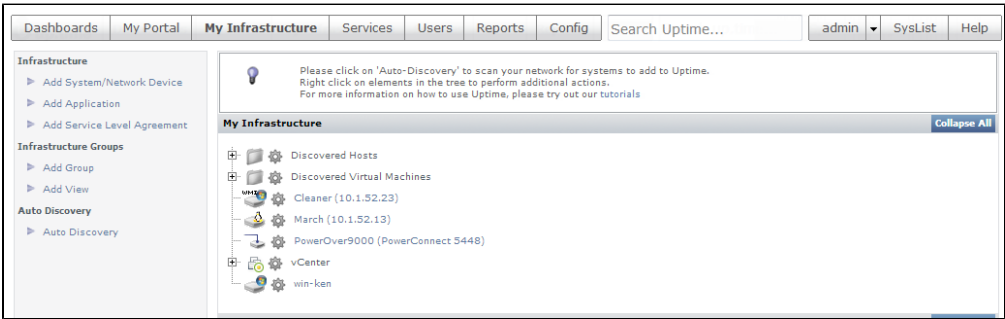 Dashboards My Portal My Infrastructure Services Users Reports Config Search Uptime... admin SysList Help
Infrastructure
Add System/Network Device
Add Application
Add Service Level Agreement
Infrastructure Groups
Add Group
Add View
Auto Discovery
Auto Discovery
Please click on 'Auto-Discovery' to scan your network for systems to add to Uptime.
Right click on elements in the tree to perform additional actions.
For more information on how to use Uptime, please try out our tutorials
My Infrastructure Collapse All
Discovered Hosts
Discovered Virtual Machines
WMI Cleaner (10.1.52.23)
March (10.1.52.13)
PowerOver9000 (PowerConnect 5448)
vCenter
win-ken